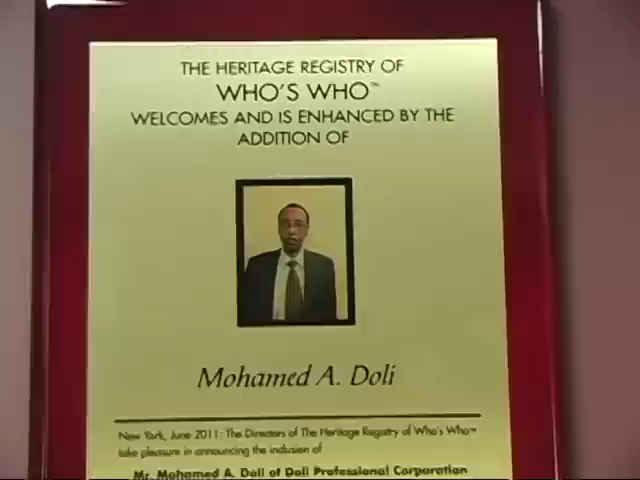 THE HERITAGE REGISTRY OF
WHO'S WHO™
WELCOMES AND IS ENHANCED BY THE
ADDITION OF
Mohamed A. Doli
New York, June 2011: The Directors of The Heritage Registry of Who's Who™
take pleasure in announcing the inclusion of
Mr. Mohamed A. Doli of Doli Professional Corporation